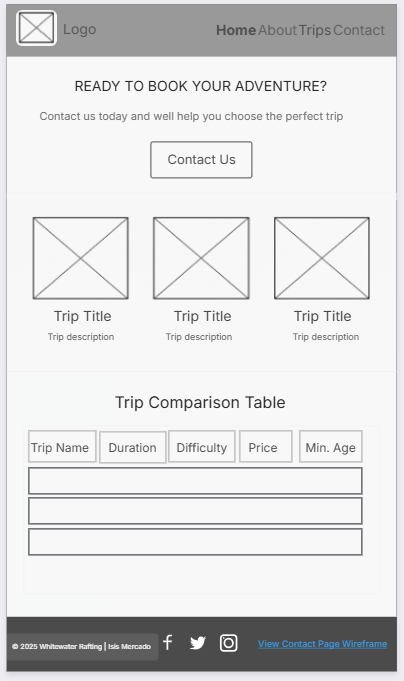 Logo Home About Trips Contact
READY TO BOOK YOUR ADVENTURE?
Contact us today and well help you choose the perfect trip
Contact Us
Trip Title Trip Title Trip Title
Trip description Trip description Trip description
Trip Comparison Table
Trip Name Duration Difficulty Price Min. Age
© 2025 Whitewater Rafting | Isis Mercado View Contact Page Wireframe